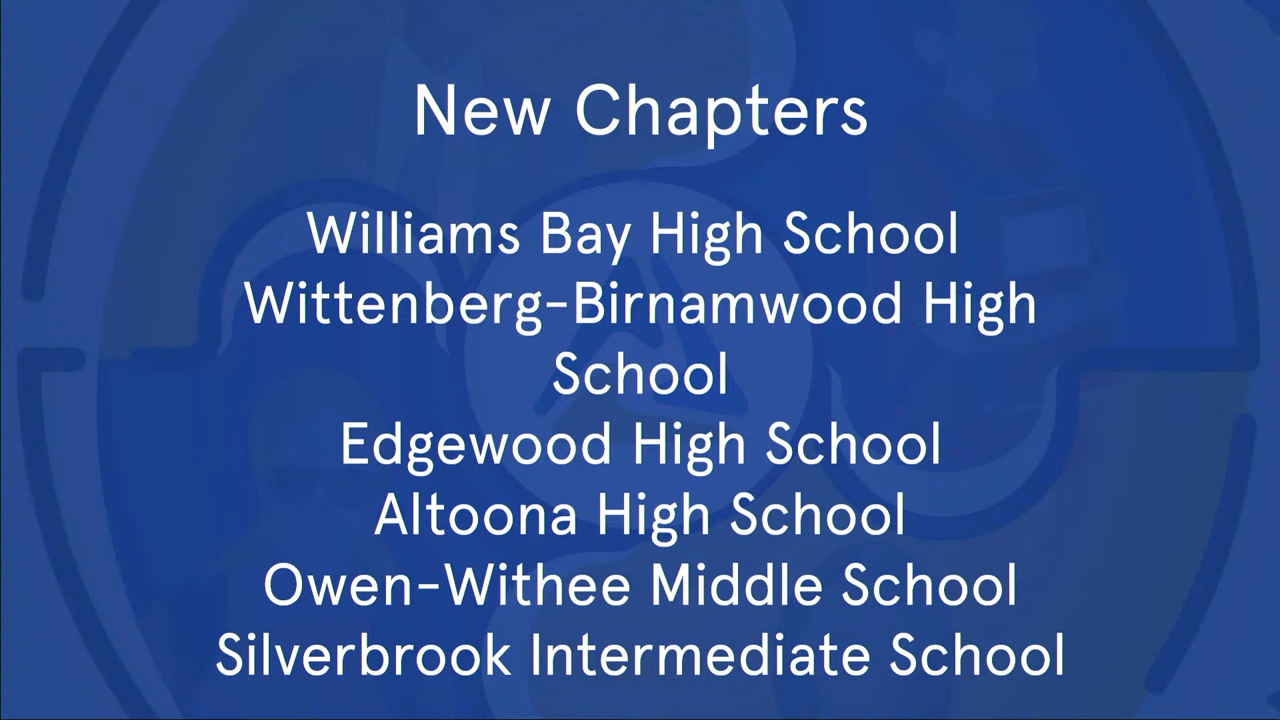 New Chapters
Williams Bay High School
Wittenberg-Birnamwood High
School
Edgewood High School
Altoona High School
Owen-Withee Middle School
Silverbrook Intermediate School